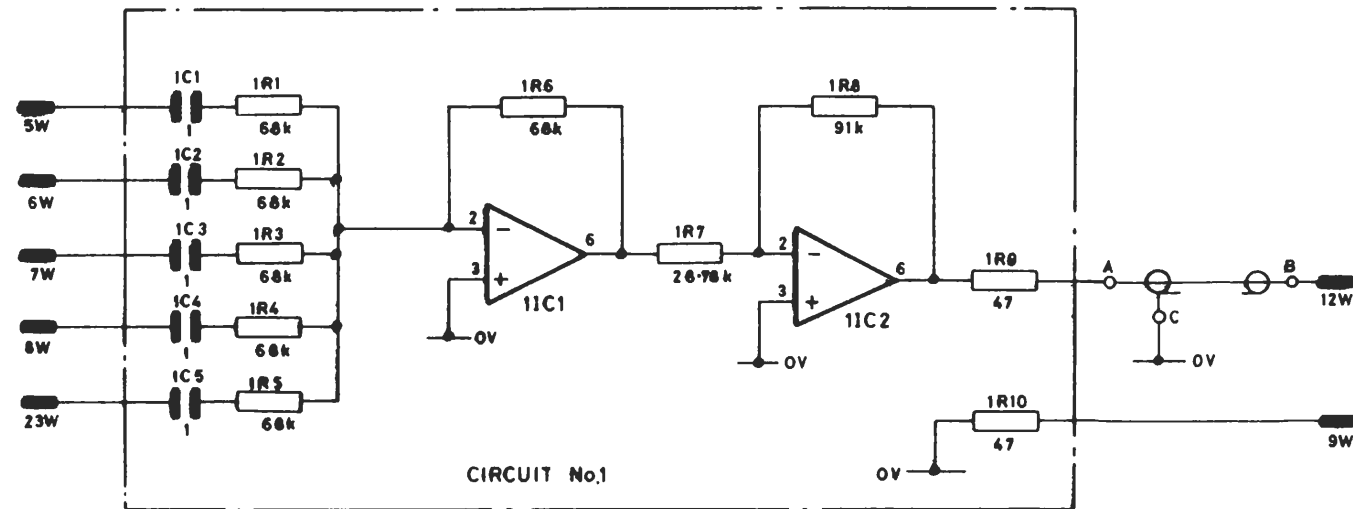 1C1
1R1
5W
1
68k
1C2
1R2
6W
1
68k
1C3
1R3
7W
1
68k
1C4
1R4
8W
1
68k
1C5
1R5
23W
1
68k
1R6
68k
2
3
6
1IC1
0V
1R7
26·78k
1R8
91k
2
3
6
1IC2
0V
1R9
47
A
B
12W
C
0V
1R10
47
9W
0V
CIRCUIT No.1